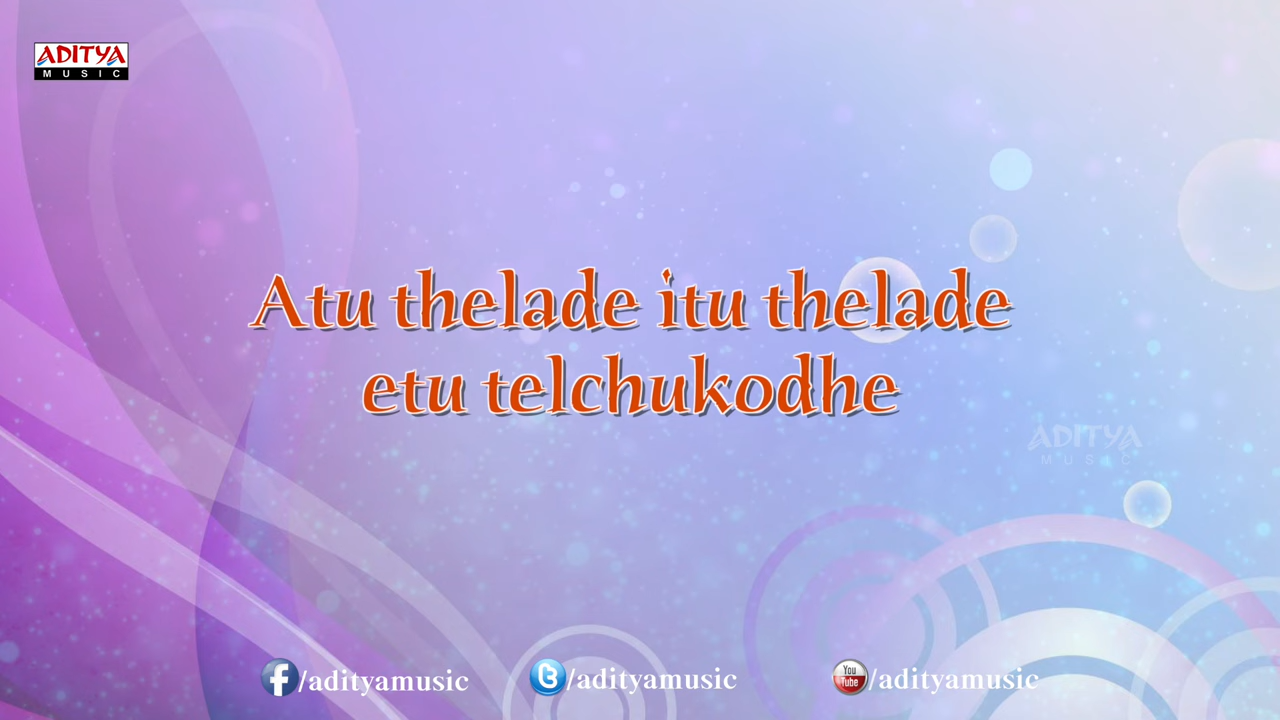 ADITYA
MUSIC
Atu thelade itu thelade
etu telchukodhe
ADITYA
MUSIC
f/adityamusic
t/adityamusic
You Tube/adityamusic